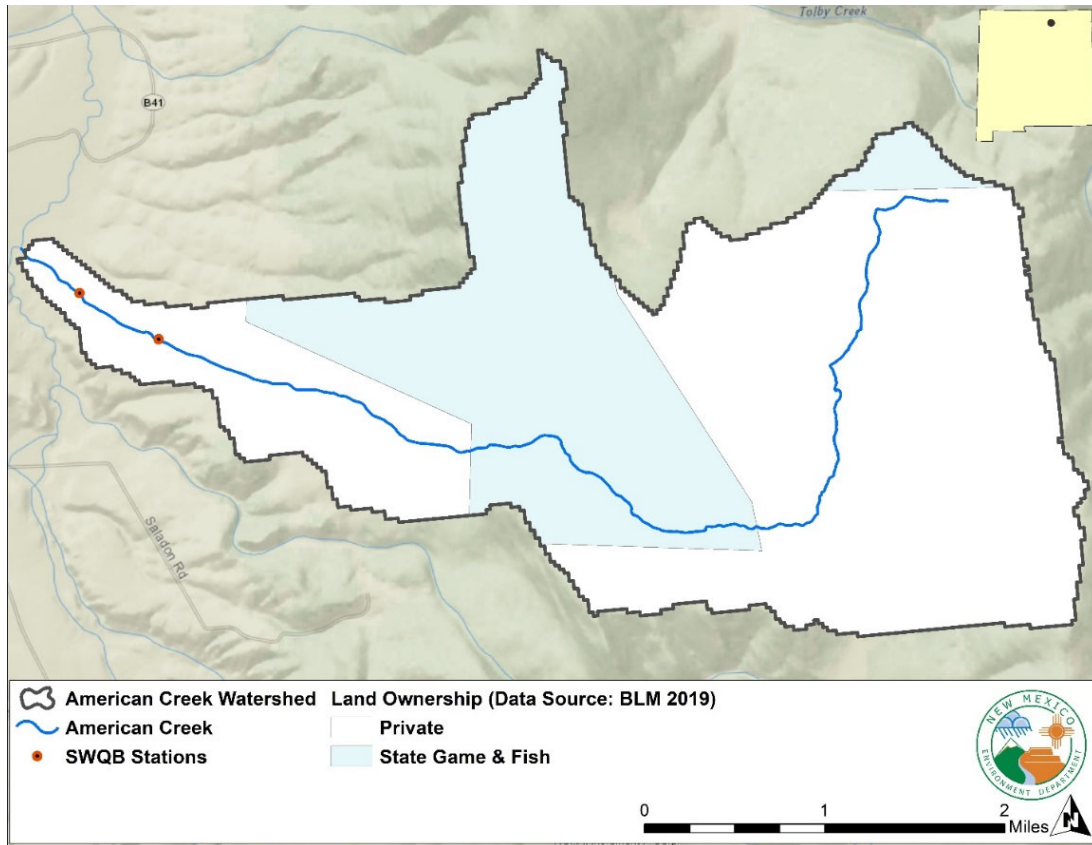 Tolby Creek
B41
Saladon Rd
American Creek Watershed
American Creek
SWQB Stations
Land Ownership (Data Source: BLM 2019)
Private
State Game & Fish
NEW MEXICO
ENVIRONMENT DEPARTMENT
0 1 2
Miles
N